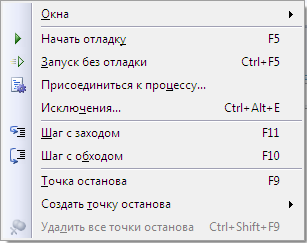 Окна
Начать отладку F5
Запуск без отладки Ctrl+F5
Присоединиться к процессу...
Исключения... Ctrl+Alt+E
Шаг с заходом F11
Шаг с обходом F10
Точка останова F9
Создать точку останова
Удалить все точки останова Ctrl+Shift+F9